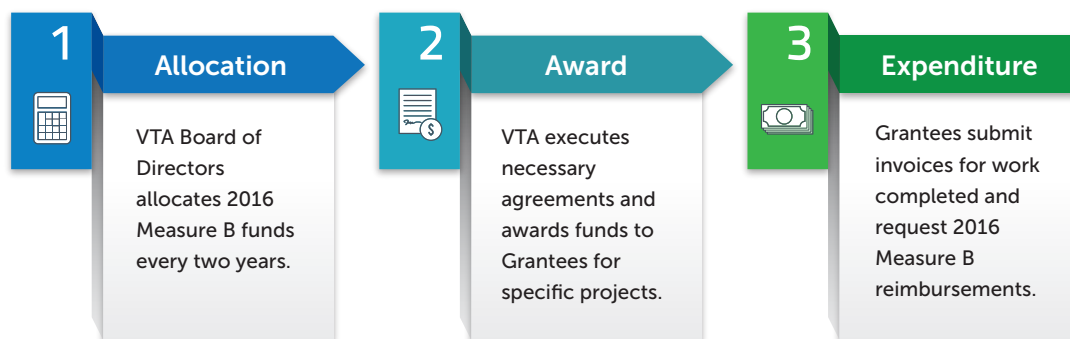 1
Allocation
VTA Board of
Directors
allocates 2016
Measure B funds
every two years.
2
Award
$
VTA executes
necessary
agreements and
awards funds to
Grantees for
specific projects.
3
Expenditure
Grantees submit
invoices for work
completed and
request 2016
Measure B
reimbursements.